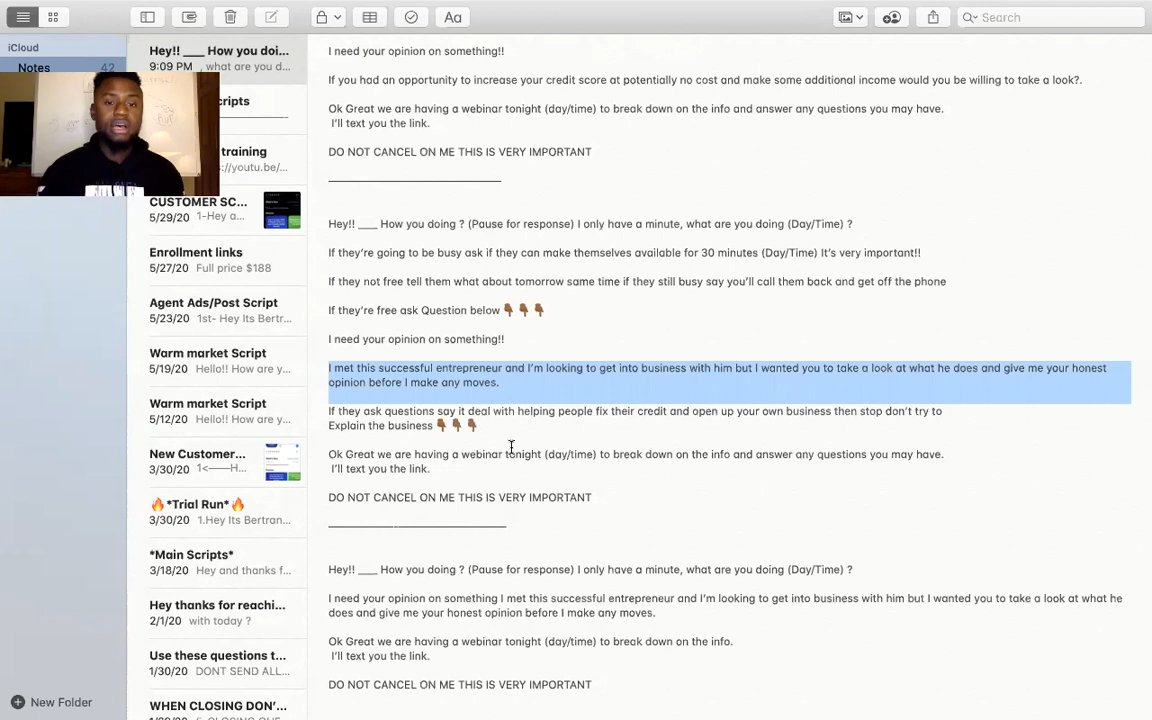 Search
iCloud
Notes 42
Hey!! ___ How you doi...
9:09 PM , what are you d...
cripts
training
s://youtu.be/...
CUSTOMER SC...
5/29/20 1-Hey a...
Enrollment links
5/27/20 Full price $188
Agent Ads/Post Script
5/23/20 1st- Hey Its Bertr...
Warm market Script
5/19/20 Hello!! How are y...
Warm market Script
5/12/20 Hello!! How are y...
New Customer...
3/30/20 1<——H...
🔥*Trial Run*🔥
3/30/20 1.Hey Its Bertran...
*Main Scripts*
3/18/20 Hey and thanks f...
Hey thanks for reachi...
2/1/20 with today ?
Use these questions t...
1/30/20 DONT SEND ALL...
WHEN CLOSING DON'...
New Folder
I need your opinion on something!!
If you had an opportunity to increase your credit score at potentially no cost and make some additional income would you be willing to take a look?.
Ok Great we are having a webinar tonight (day/time) to break down on the info and answer any questions you may have.
I'll text you the link.
DO NOT CANCEL ON ME THIS IS VERY IMPORTANT
Hey!! ___ How you doing ? (Pause for response) I only have a minute, what are you doing (Day/Time) ?
If they're going to be busy ask if they can make themselves available for 30 minutes (Day/Time) It's very important!!
If they not free tell them what about tomorrow same time if they still busy say you'll call them back and get off the phone
If they're free ask Question below 👇🏾 👇🏾 👇🏾
I need your opinion on something!!
I met this successful entrepreneur and I'm looking to get into business with him but I wanted you to take a look at what he does and give me your honest
opinion before I make any moves.
If they ask questions say it deal with helping people fix their credit and open up your own business then stop don't try to
Explain the business 👇🏾 👇🏾 👇🏾
Ok Great we are having a webinar tonight (day/time) to break down on the info and answer any questions you may have.
I'll text you the link.
DO NOT CANCEL ON ME THIS IS VERY IMPORTANT
Hey!! ___ How you doing ? (Pause for response) I only have a minute, what are you doing (Day/Time) ?
I need your opinion on something I met this successful entrepreneur and I'm looking to get into business with him but I wanted you to take a look at what he
does and give me your honest opinion before I make any moves.
Ok Great we are having a webinar tonight (day/time) to break down on the info.
I'll text you the link.
DO NOT CANCEL ON ME THIS IS VERY IMPORTANT